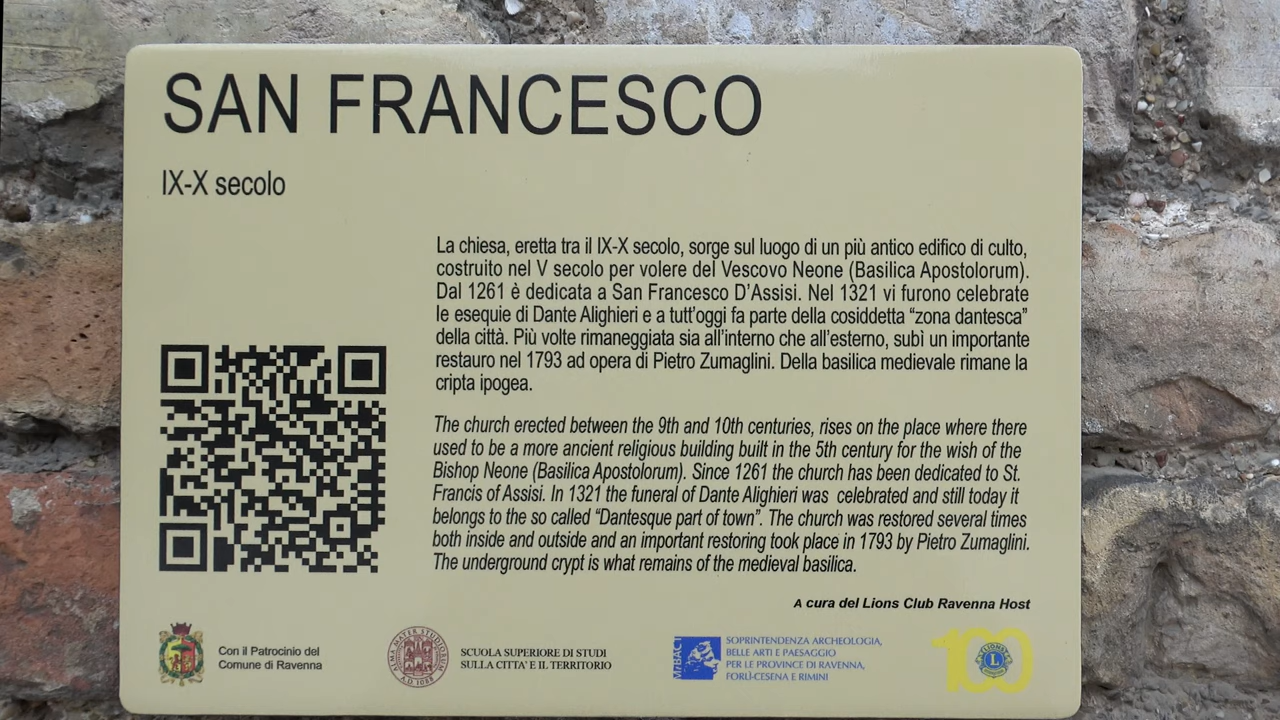 SAN FRANCESCO
IX-X secolo
La chiesa, eretta tra il IX-X secolo, sorge sul luogo di un più antico edifico di culto,
costruito nel V secolo per volere del Vescovo Neone (Basilica Apostolorum).
Dal 1261 è dedicata a San Francesco D'Assisi. Nel 1321 vi furono celebrate
le esequie di Dante Alighieri e a tutt'oggi fa parte della cosiddetta "zona dantesca"
della città. Più volte rimaneggiata sia all'interno che all'esterno, subì un importante
restauro nel 1793 ad opera di Pietro Zumaglini. Della basilica medievale rimane la
cripta ipogea.
The church erected between the 9th and 10th centuries, rises on the place where there
used to be a more ancient religious building built in the 5th century for the wish of the
Bishop Neone (Basilica Apostolorum). Since 1261 the church has been dedicated to St.
Francis of Assisi. In 1321 the funeral of Dante Alighieri was celebrated and still today it
belongs to the so called "Dantesque part of town". The church was restored several times
both inside and outside and an important restoring took place in 1793 by Pietro Zumaglini.
The underground crypt is what remains of the medieval basilica.
A cura del Lions Club Ravenna Host
Con il Patrocinio del
Comune di Ravenna
ALMA MATER STUDIORUM
A.D. 1088
SCUOLA SUPERIORE DI STUDI
SULLA CITTA' E IL TERRITORIO
MiBACT
SOPRINTENDENZA ARCHEOLOGIA,
BELLE ARTI E PAESAGGIO
PER LE PROVINCE DI RAVENNA,
FORLÌ-CESENA E RIMINI
100
LIONS
L